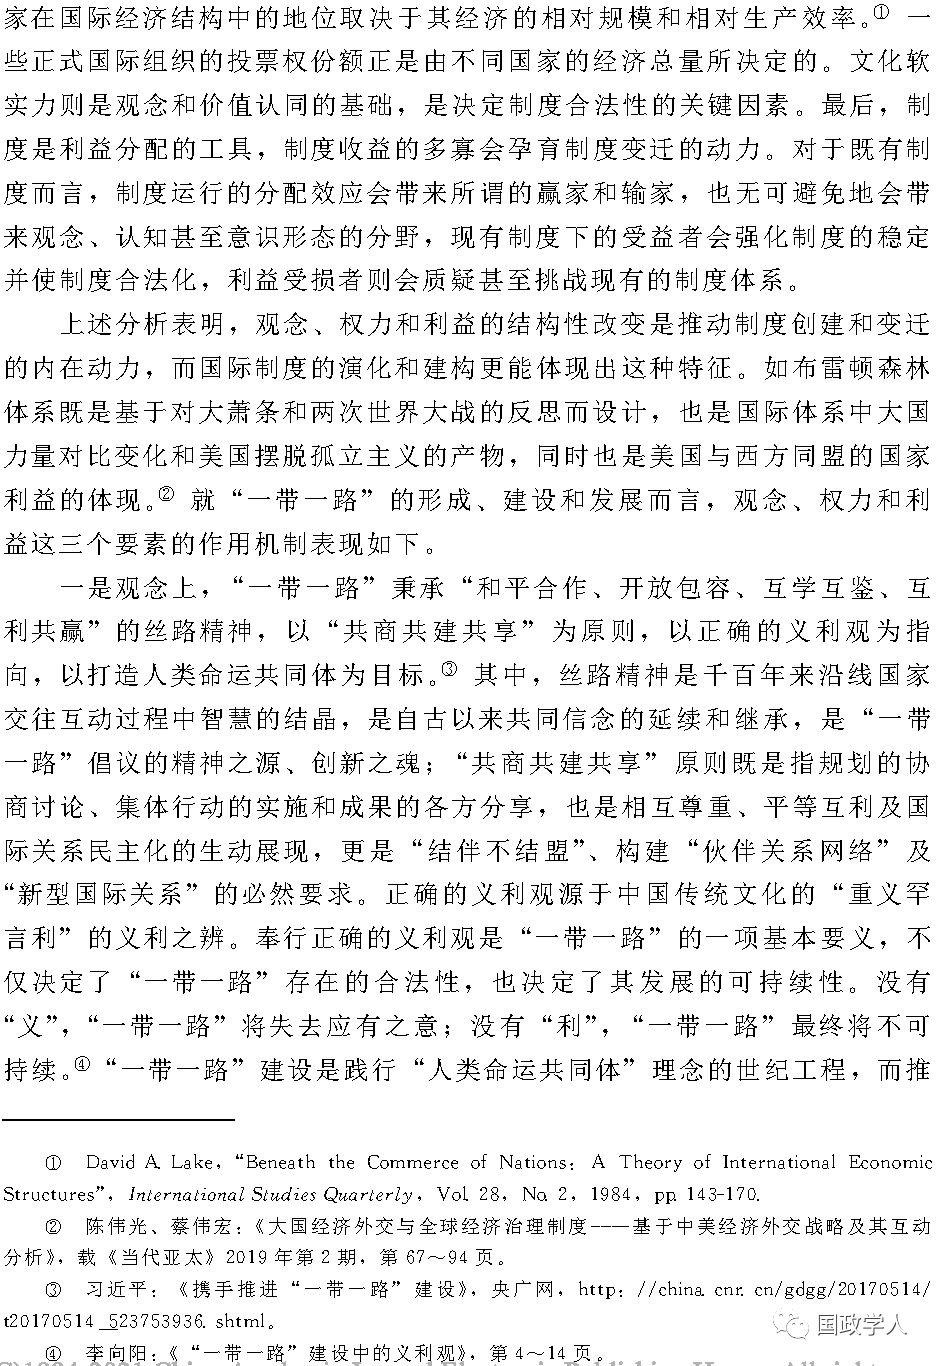 家在国际经济结构中的地位取决于其经济的相对规模和相对生产效率。① 一
些正式国际组织的投票权份额正是由不同国家的经济总量所决定的。文化软
实力则是观念和价值认同的基础，是决定制度合法性的关键因素。最后，制
度是利益分配的工具，制度收益的多寡会孕育制度变迁的动力。对于既有制
度而言，制度运行的分配效应会带来所谓的赢家和输家，也无可避免地会带
来观念、认知甚至意识形态的分野，现有制度下的受益者会强化制度的稳定
并使制度合法化，利益受损者则会质疑甚至挑战现有的制度体系。
上述分析表明，观念、权力和利益的结构性改变是推动制度创建和变迁
的内在动力，而国际制度的演化和建构更能体现出这种特征。如布雷顿森林
体系既是基于对大萧条和两次世界大战的反思而设计，也是国际体系中大国
力量对比变化和美国摆脱孤立主义的产物，同时也是美国与西方同盟的国家
利益的体现。② 就“一带一路”的形成、建设和发展而言，观念、权力和利
益这三个要素的作用机制表现如下。
一是观念上，“一带一路”秉承“和平合作、开放包容、互学互鉴、互
利共赢”的丝路精神，以“共商共建共享”为原则，以正确的义利观为指
向，以打造人类命运共同体为目标。③ 其中，丝路精神是千百年来沿线国家
交往互动过程中智慧的结晶，是自古以来共同信念的延续和继承，是“一带
一路”倡议的精神之源、创新之魂；“共商共建共享”原则既是指规划的协
商讨论、集体行动的实施和成果的各方分享，也是相互尊重、平等互利及国
际关系民主化的生动展现，更是“结伴不结盟”、构建“伙伴关系网络”及
“新型国际关系”的必然要求。正确的义利观源于中国传统文化的“重义罕
言利”的义利之辨。奉行正确的义利观是“一带一路”的一项基本要义，不
仅决定了“一带一路”存在的合法性，也决定了其发展的可持续性。没有
“义”，“一带一路”将失去应有之意；没有“利”，“一带一路”最终将不可
持续。④ “一带一路”建设是践行“人类命运共同体”理念的世纪工程，而推
① David A. Lake, “Beneath the Commerce of Nations: A Theory of International Economic
Structures”, International Studies Quarterly, Vol. 28, No. 2, 1984, pp. 143-170.
② 陈伟光、蔡伟宏：《大国经济外交与全球经济治理制度——基于中美经济外交战略及其互动
分析》，载《当代亚太》2019年第2期，第67～94页。
③ 习近平：《携手推进“一带一路”建设》，央广网，http://china.cnr.cn/gdgg/20170514/
t20170514_523753936.shtml。
国政学人
④ 李向阳：《“一带一路”建设中的义利观》，第4～14页。